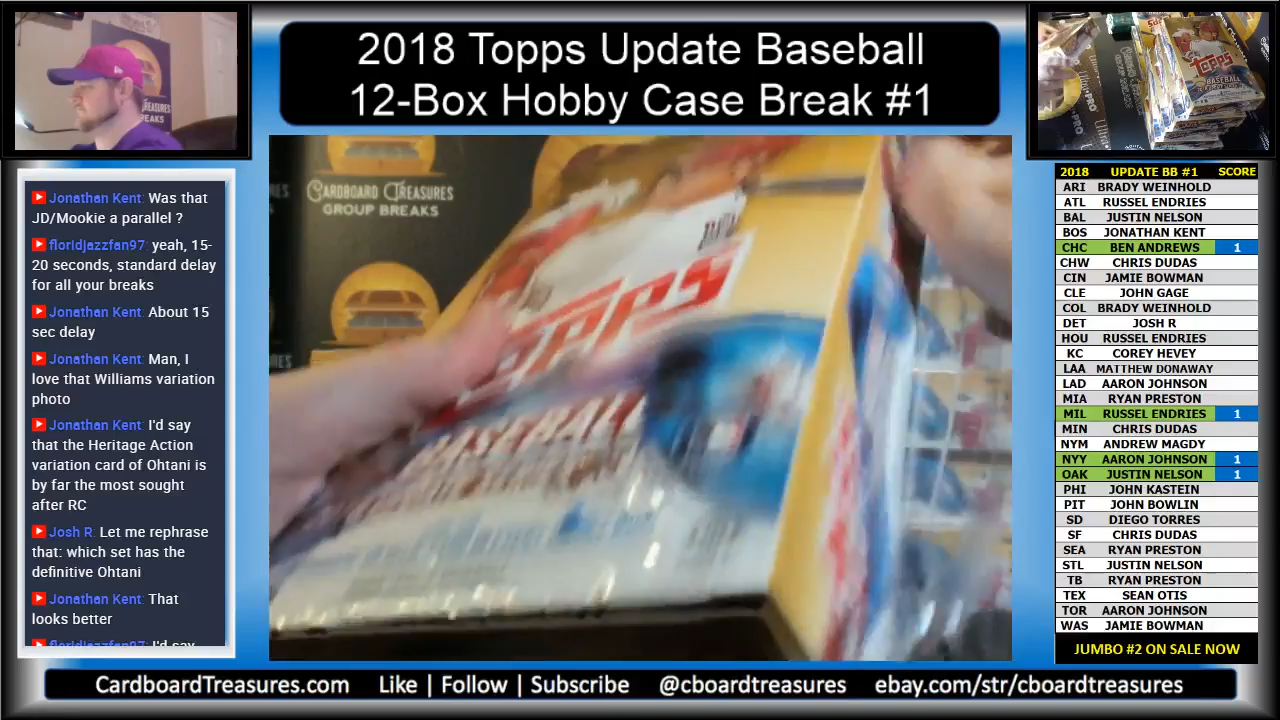 2018 Topps Update Baseball
12-Box Hobby Case Break #1
TREASURES
BREAKS
Topps
BASEBALL
CARDBOARD TREASURES
GROUP BREAKS
Topps
BASEBALL
Jonathan Kent: Was that
JD/Mookie a parallel ?
floridjazzfan97: yeah, 15-
20 seconds, standard delay
for all your breaks
Jonathan Kent: About 15
sec delay
Jonathan Kent: Man, I
love that Williams variation
photo
Jonathan Kent: I'd say
that the Heritage Action
variation card of Ohtani is
by far the most sought
after RC
Josh R: Let me rephrase
that: which set has the
definitive Ohtani
Jonathan Kent: That
looks better
floridjazzfan97: I'd say
2018 UPDATE BB #1 SCORE
ARI BRADY WEINHOLD
ATL RUSSEL ENDRIES
BAL JUSTIN NELSON
BOS JONATHAN KENT
CHC BEN ANDREWS 1
CHW CHRIS DUDAS
CIN JAMIE BOWMAN
CLE JOHN GAGE
COL BRADY WEINHOLD
DET JOSH R
HOU RUSSEL ENDRIES
KC COREY HEVEY
LAA MATTHEW DONAWAY
LAD AARON JOHNSON
MIA RYAN PRESTON
MIL RUSSEL ENDRIES 1
MIN CHRIS DUDAS
NYM ANDREW MAGDY
NYY AARON JOHNSON 1
OAK JUSTIN NELSON 1
PHI JOHN KASTEIN
PIT JOHN BOWLIN
SD DIEGO TORRES
SF CHRIS DUDAS
SEA RYAN PRESTON
STL JUSTIN NELSON
TB RYAN PRESTON
TEX SEAN OTIS
TOR AARON JOHNSON
WAS JAMIE BOWMAN
JUMBO #2 ON SALE NOW
CardboardTreasures.com Like | Follow | Subscribe @cboardtreasures ebay.com/str/cboardtreasures